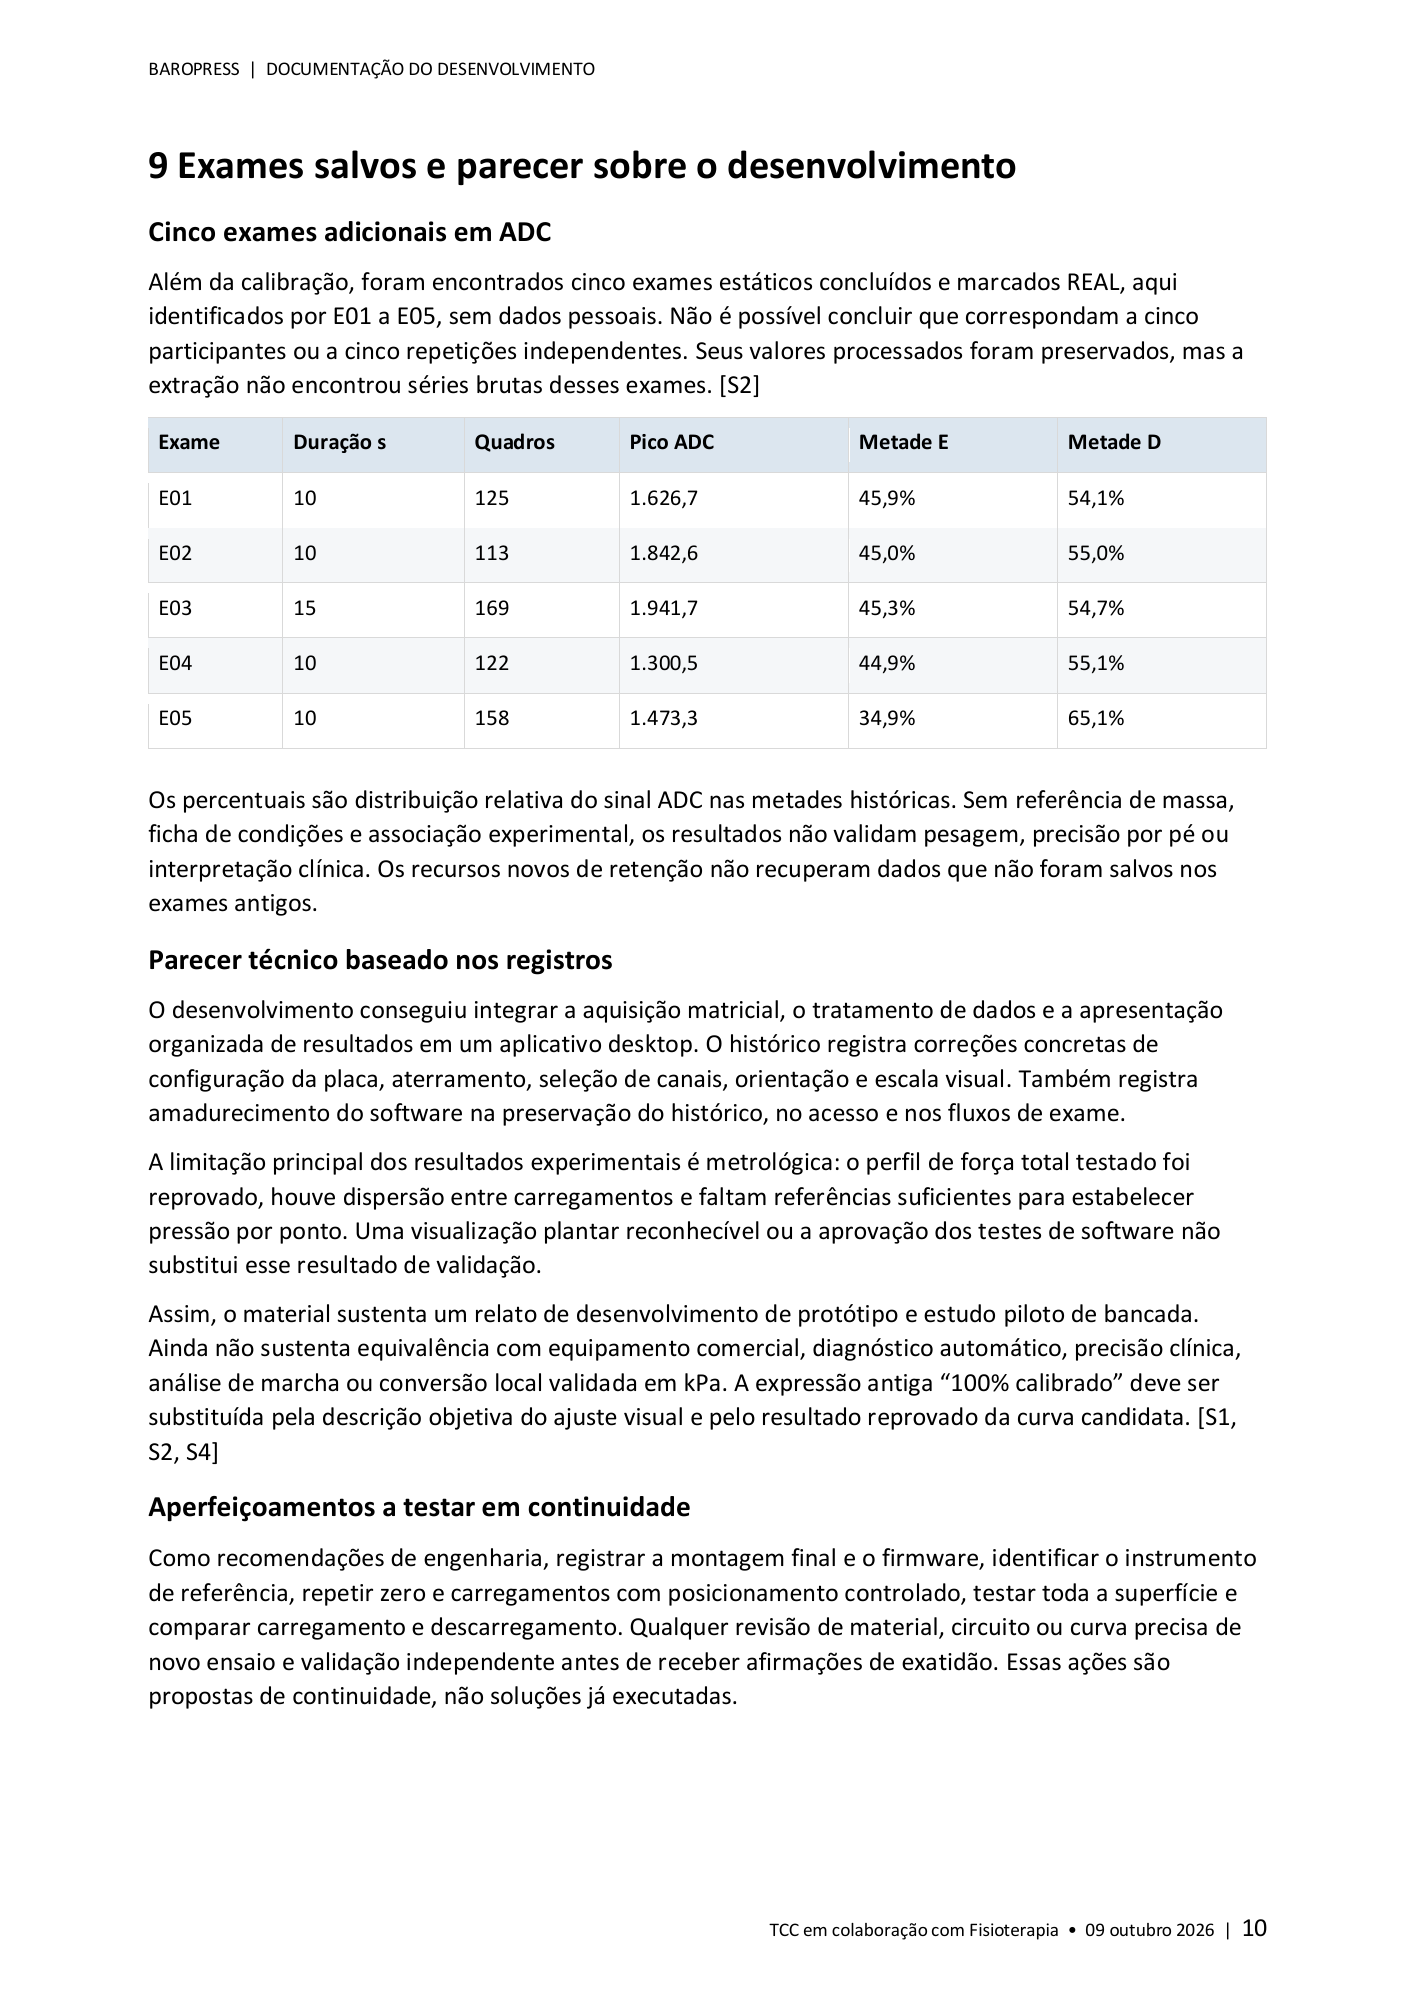 BAROPRESS | DOCUMENTAÇÃO DO DESENVOLVIMENTO
9 Exames salvos e parecer sobre o desenvolvimento
Cinco exames adicionais em ADC
Além da calibração, foram encontrados cinco exames estáticos concluídos e marcados REAL, aqui
identificados por E01 a E05, sem dados pessoais. Não é possível concluir que correspondam a cinco
participantes ou a cinco repetições independentes. Seus valores processados foram preservados, mas a
extração não encontrou séries brutas desses exames. [S2]
Exame Duração s Quadros Pico ADC Metade E Metade D
E01 10 125 1.626,7 45,9% 54,1%
E02 10 113 1.842,6 45,0% 55,0%
E03 15 169 1.941,7 45,3% 54,7%
E04 10 122 1.300,5 44,9% 55,1%
E05 10 158 1.473,3 34,9% 65,1%
Os percentuais são distribuição relativa do sinal ADC nas metades históricas. Sem referência de massa,
ficha de condições e associação experimental, os resultados não validam pesagem, precisão por pé ou
interpretação clínica. Os recursos novos de retenção não recuperam dados que não foram salvos nos
exames antigos.
Parecer técnico baseado nos registros
O desenvolvimento conseguiu integrar a aquisição matricial, o tratamento de dados e a apresentação
organizada de resultados em um aplicativo desktop. O histórico registra correções concretas de
configuração da placa, aterramento, seleção de canais, orientação e escala visual. Também registra
amadurecimento do software na preservação do histórico, no acesso e nos fluxos de exame.
A limitação principal dos resultados experimentais é metrológica: o perfil de força total testado foi
reprovado, houve dispersão entre carregamentos e faltam referências suficientes para estabelecer
pressão por ponto. Uma visualização plantar reconhecível ou a aprovação dos testes de software não
substitui esse resultado de validação.
Assim, o material sustenta um relato de desenvolvimento de protótipo e estudo piloto de bancada.
Ainda não sustenta equivalência com equipamento comercial, diagnóstico automático, precisão clínica,
análise de marcha ou conversão local validada em kPa. A expressão antiga “100% calibrado” deve ser
substituída pela descrição objetiva do ajuste visual e pelo resultado reprovado da curva candidata. [S1,
S2, S4]
Aperfeiçoamentos a testar em continuidade
Como recomendações de engenharia, registrar a montagem final e o firmware, identificar o instrumento
de referência, repetir zero e carregamentos com posicionamento controlado, testar toda a superfície e
comparar carregamento e descarregamento. Qualquer revisão de material, circuito ou curva precisa de
novo ensaio e validação independente antes de receber afirmações de exatidão. Essas ações são
propostas de continuidade, não soluções já executadas.
TCC em colaboração com Fisioterapia • 09 outubro 2026 | 10